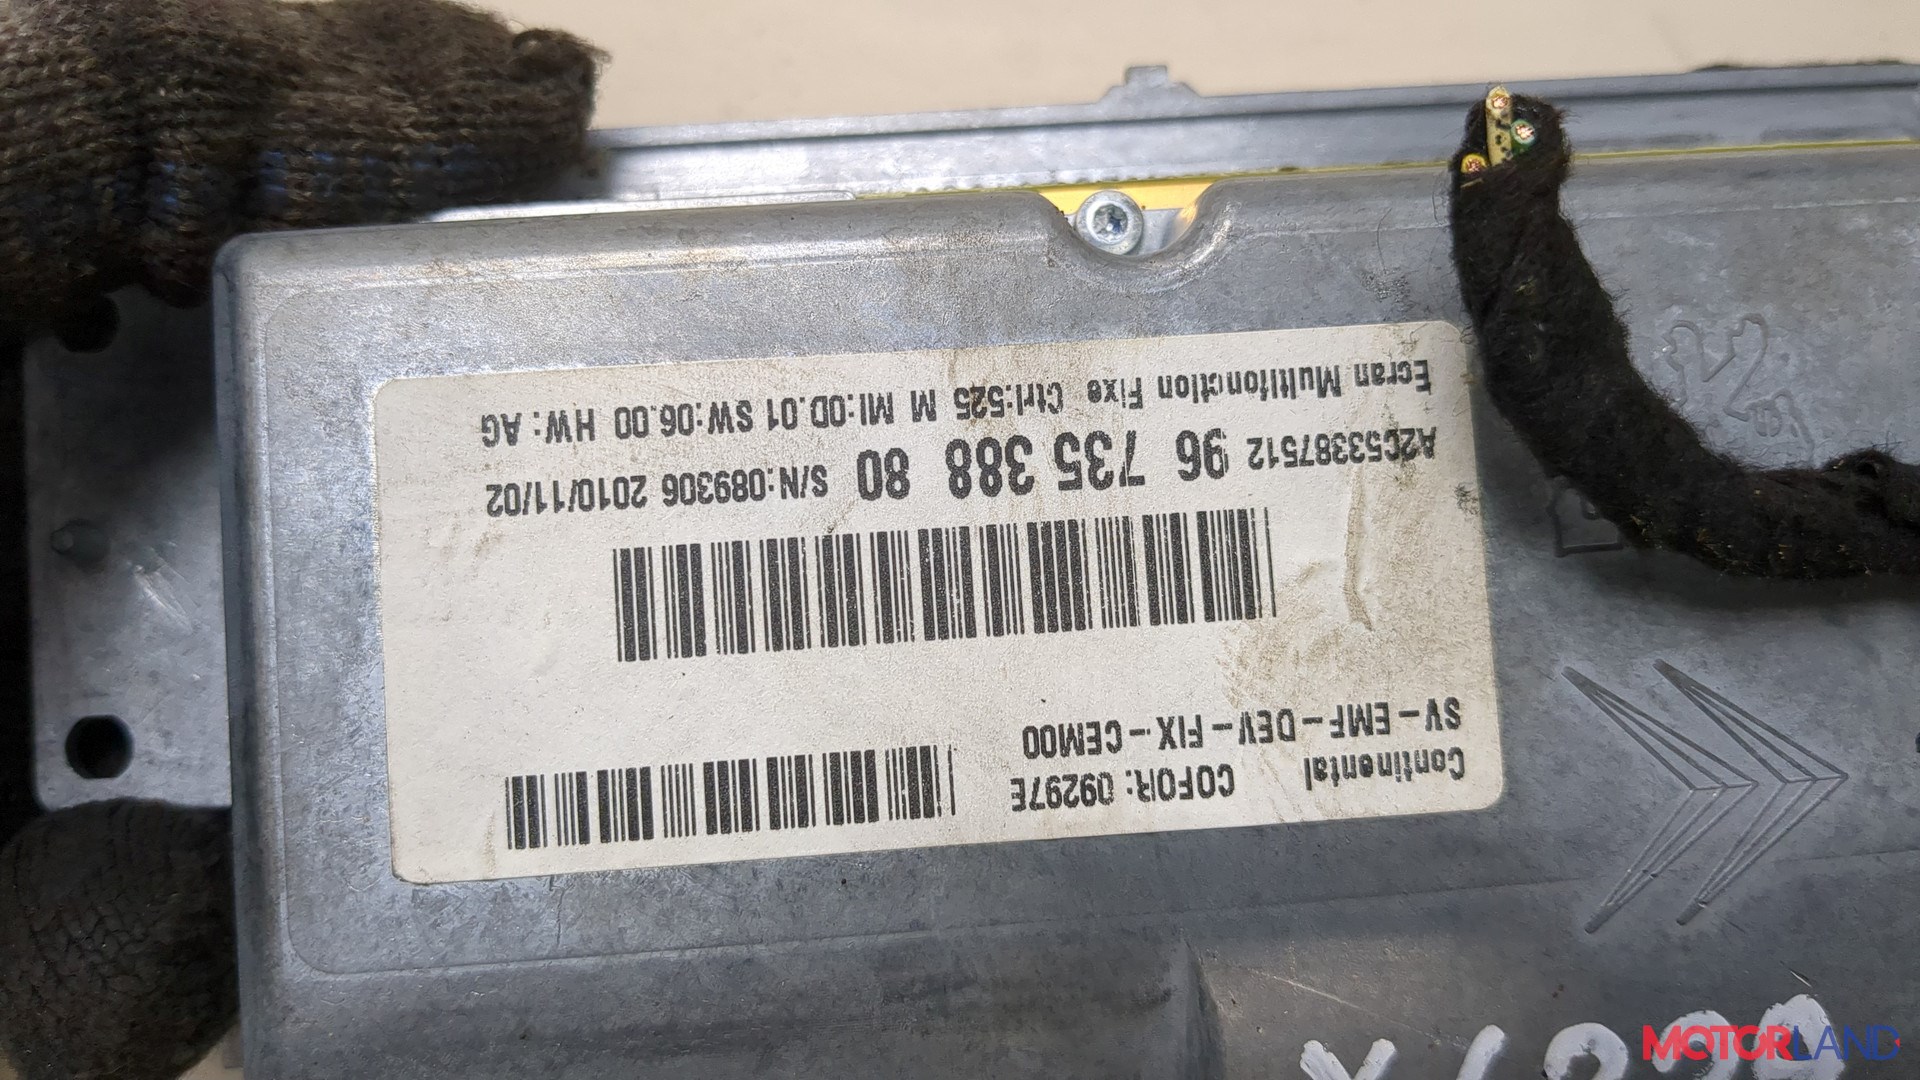 Continental COFOR: 09297E
SV-EMF-DEV-FIX-CEM00
A2C53387512 96 735 388 80 S/N:089306 2010/11/02
Ecran Multifonction Fixe Ctrl:525 M MI:0D.01 SW:06.00 HW: AG
MOTORLAND